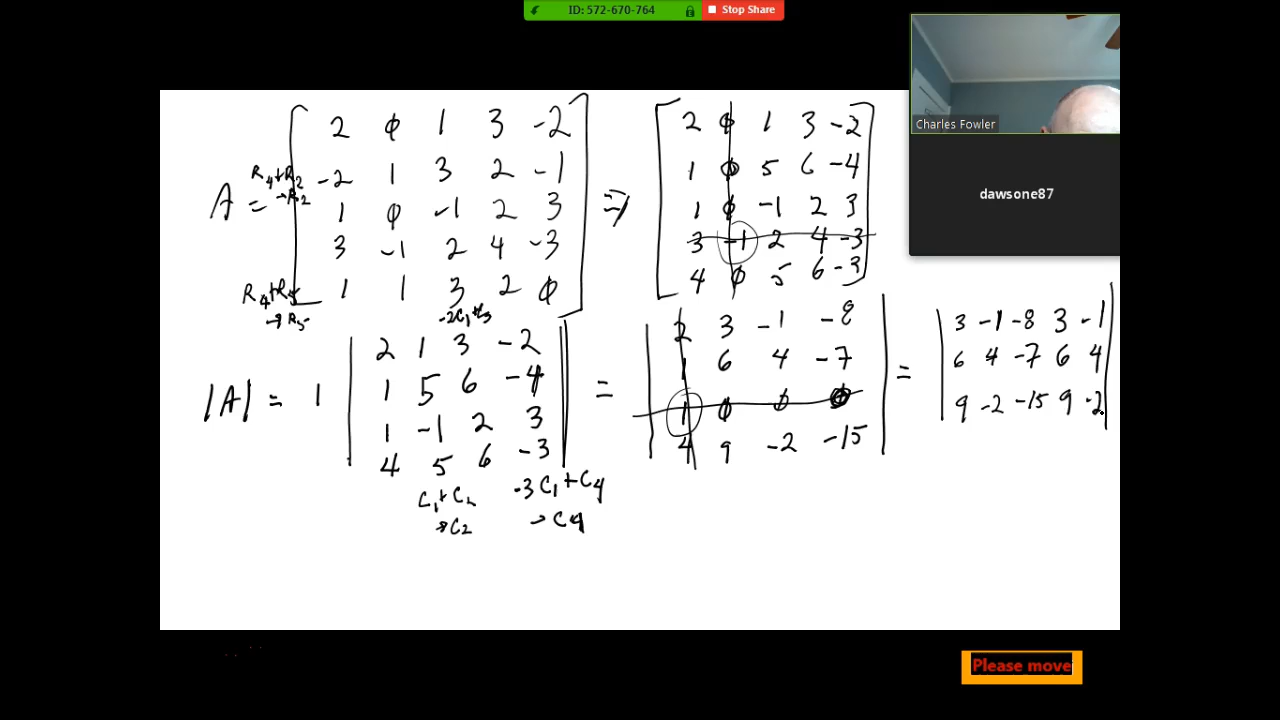 ID: 572-670-764 Stop Share
Charles Fowler
dawsone87
2 0 1 3 -2
R4+R2 → R2 -2 1 3 2 -1
A = 1 0 -1 2 3
3 -1 2 4 -3
R4+R5 → R5 1 1 3 2 0
⇒
2 0 1 3 -2
1 0 5 6 -4
1 0 -1 2 3
3 -1 2 4 -3
4 0 5 6 -3
-2C1+C3
|A| = 1
2 1 3 -2
1 5 6 -4
1 -1 2 3
4 5 6 -3
C1+C2 → C2
-3C1+C4 → C4
=
2 3 -1 -8
1 6 4 -7
1 0 0 0
4 9 -2 -15
=
3 -1 -8 3 -1
6 4 -7 6 4
9 -2 -15 9 -2
Please move